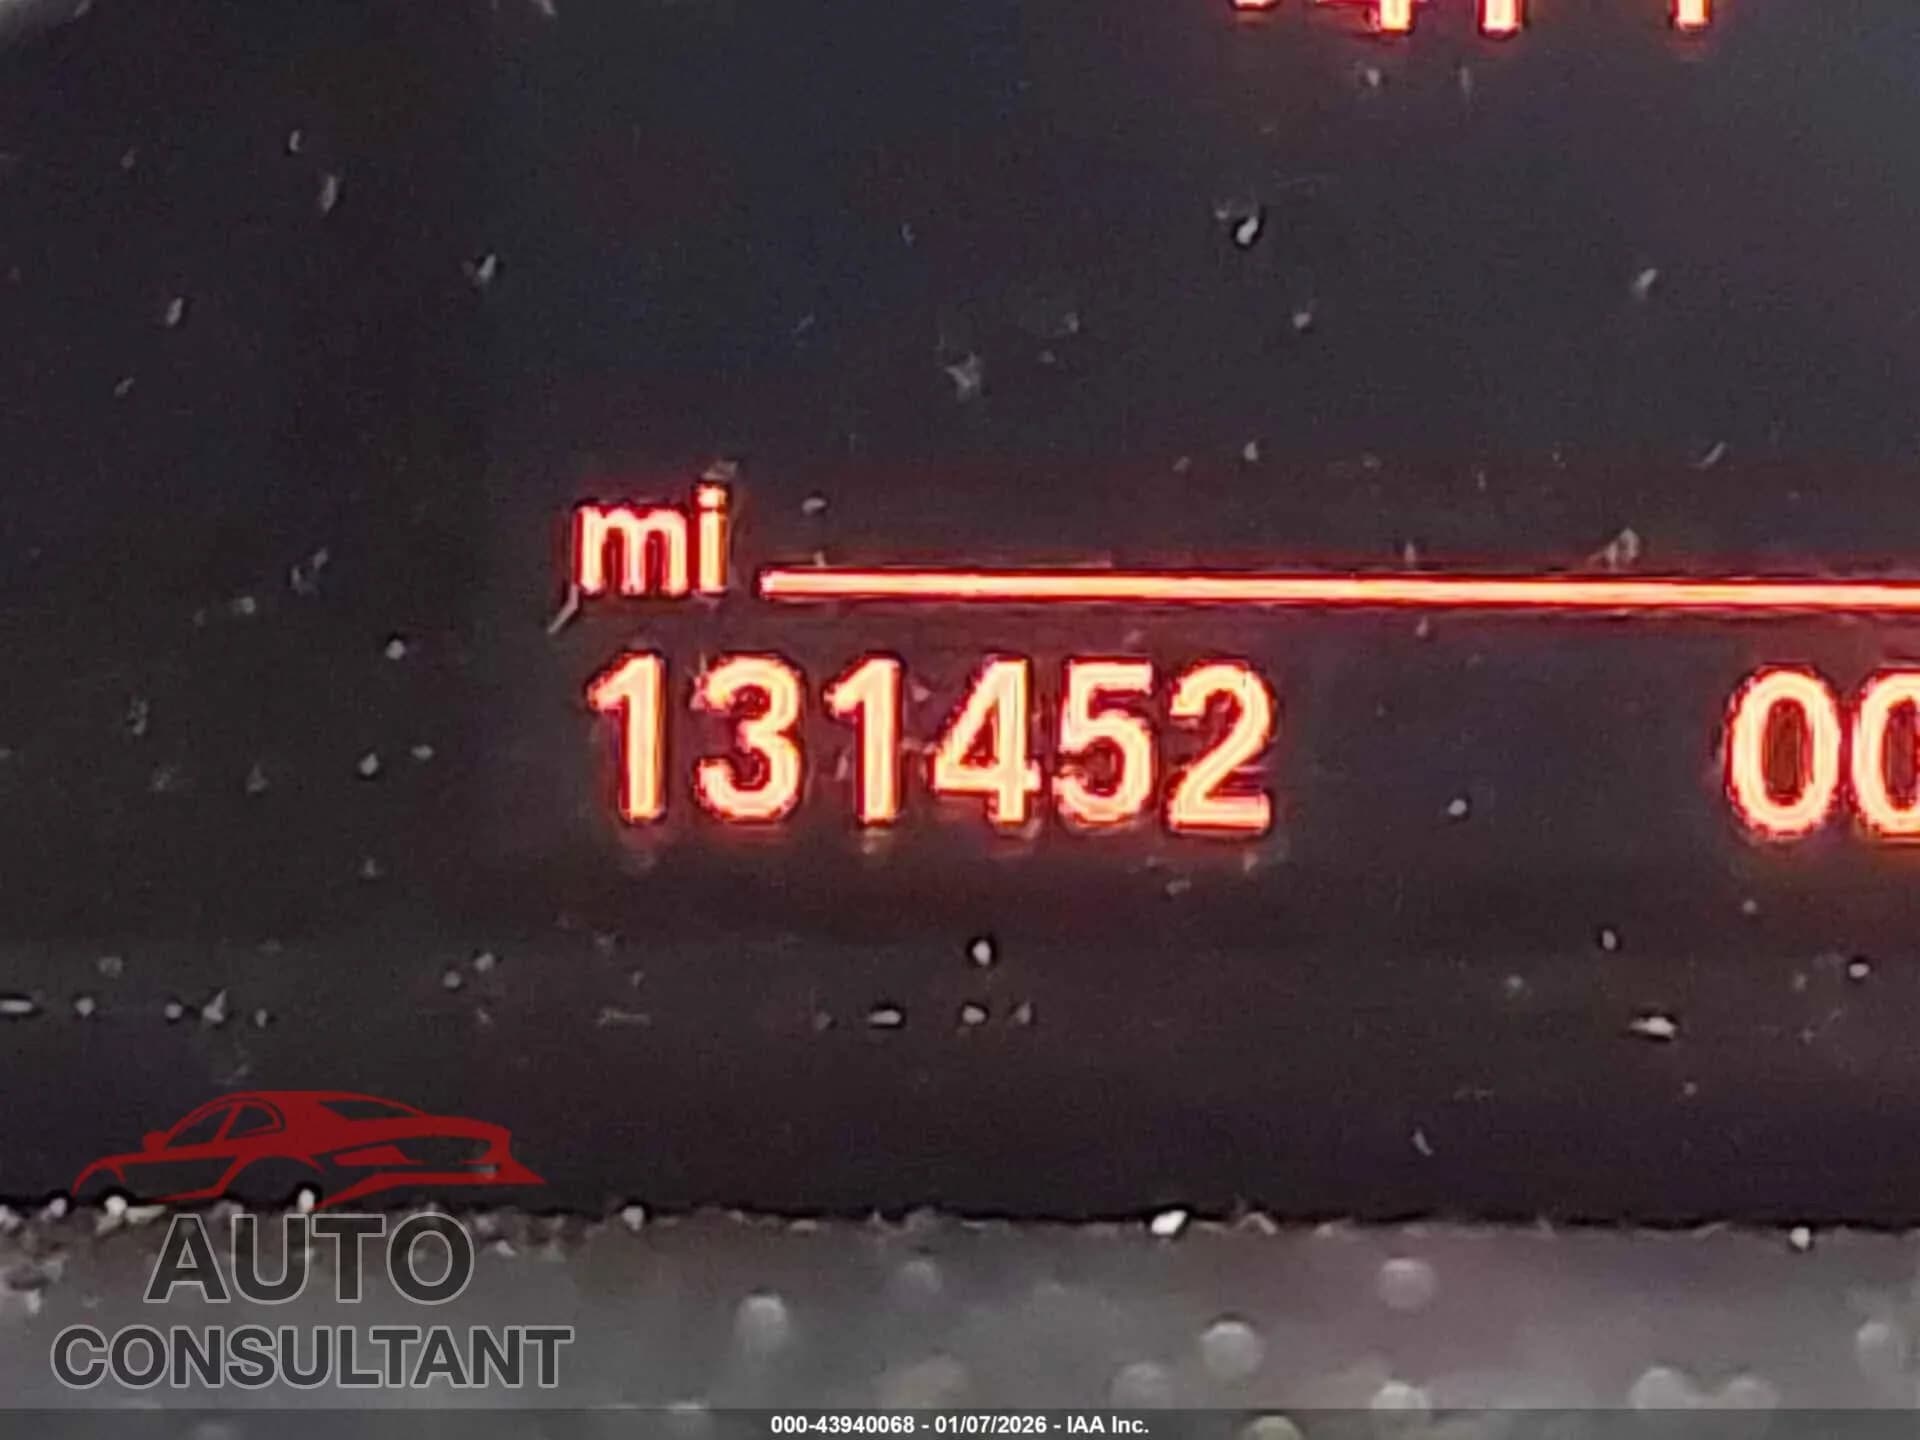 mi
131452
AUTO
CONSULTANT
000-43940068 - 01/07/2026 - IAA Inc.